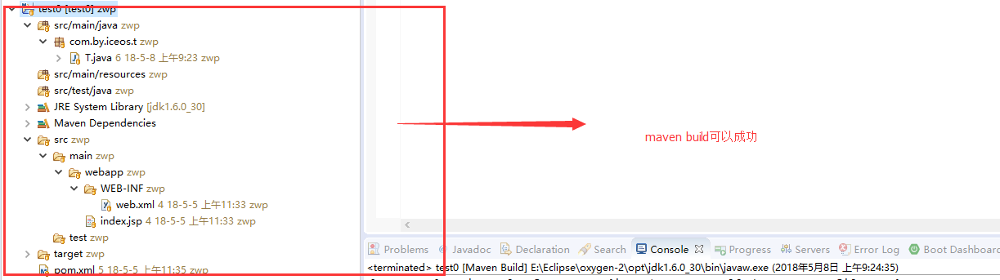 test0 [test0] zwp
src/main/java zwp
com.by.iceos.t zwp
T.java 6 18-5-8 上午9:23 zwp
src/main/resources zwp
src/test/java zwp
JRE System Library [jdk1.6.0_30]
Maven Dependencies
src zwp
main zwp
webapp zwp
WEB-INF zwp
web.xml 4 18-5-5 上午11:33 zwp
index.jsp 4 18-5-5 上午11:33 zwp
test zwp
target zwp
pom.xml 5 18-5-5 上午11:35 zwp
maven build可以成功
Problems @ Javadoc Declaration Search Console Progress Servers Error Log Boot Dashboard
<terminated> test0 [Maven Build] E:\Eclipse\oxygen-2\opt\jdk1.6.0_30\bin\javaw.exe (2018年5月8日 上午9:24:35)